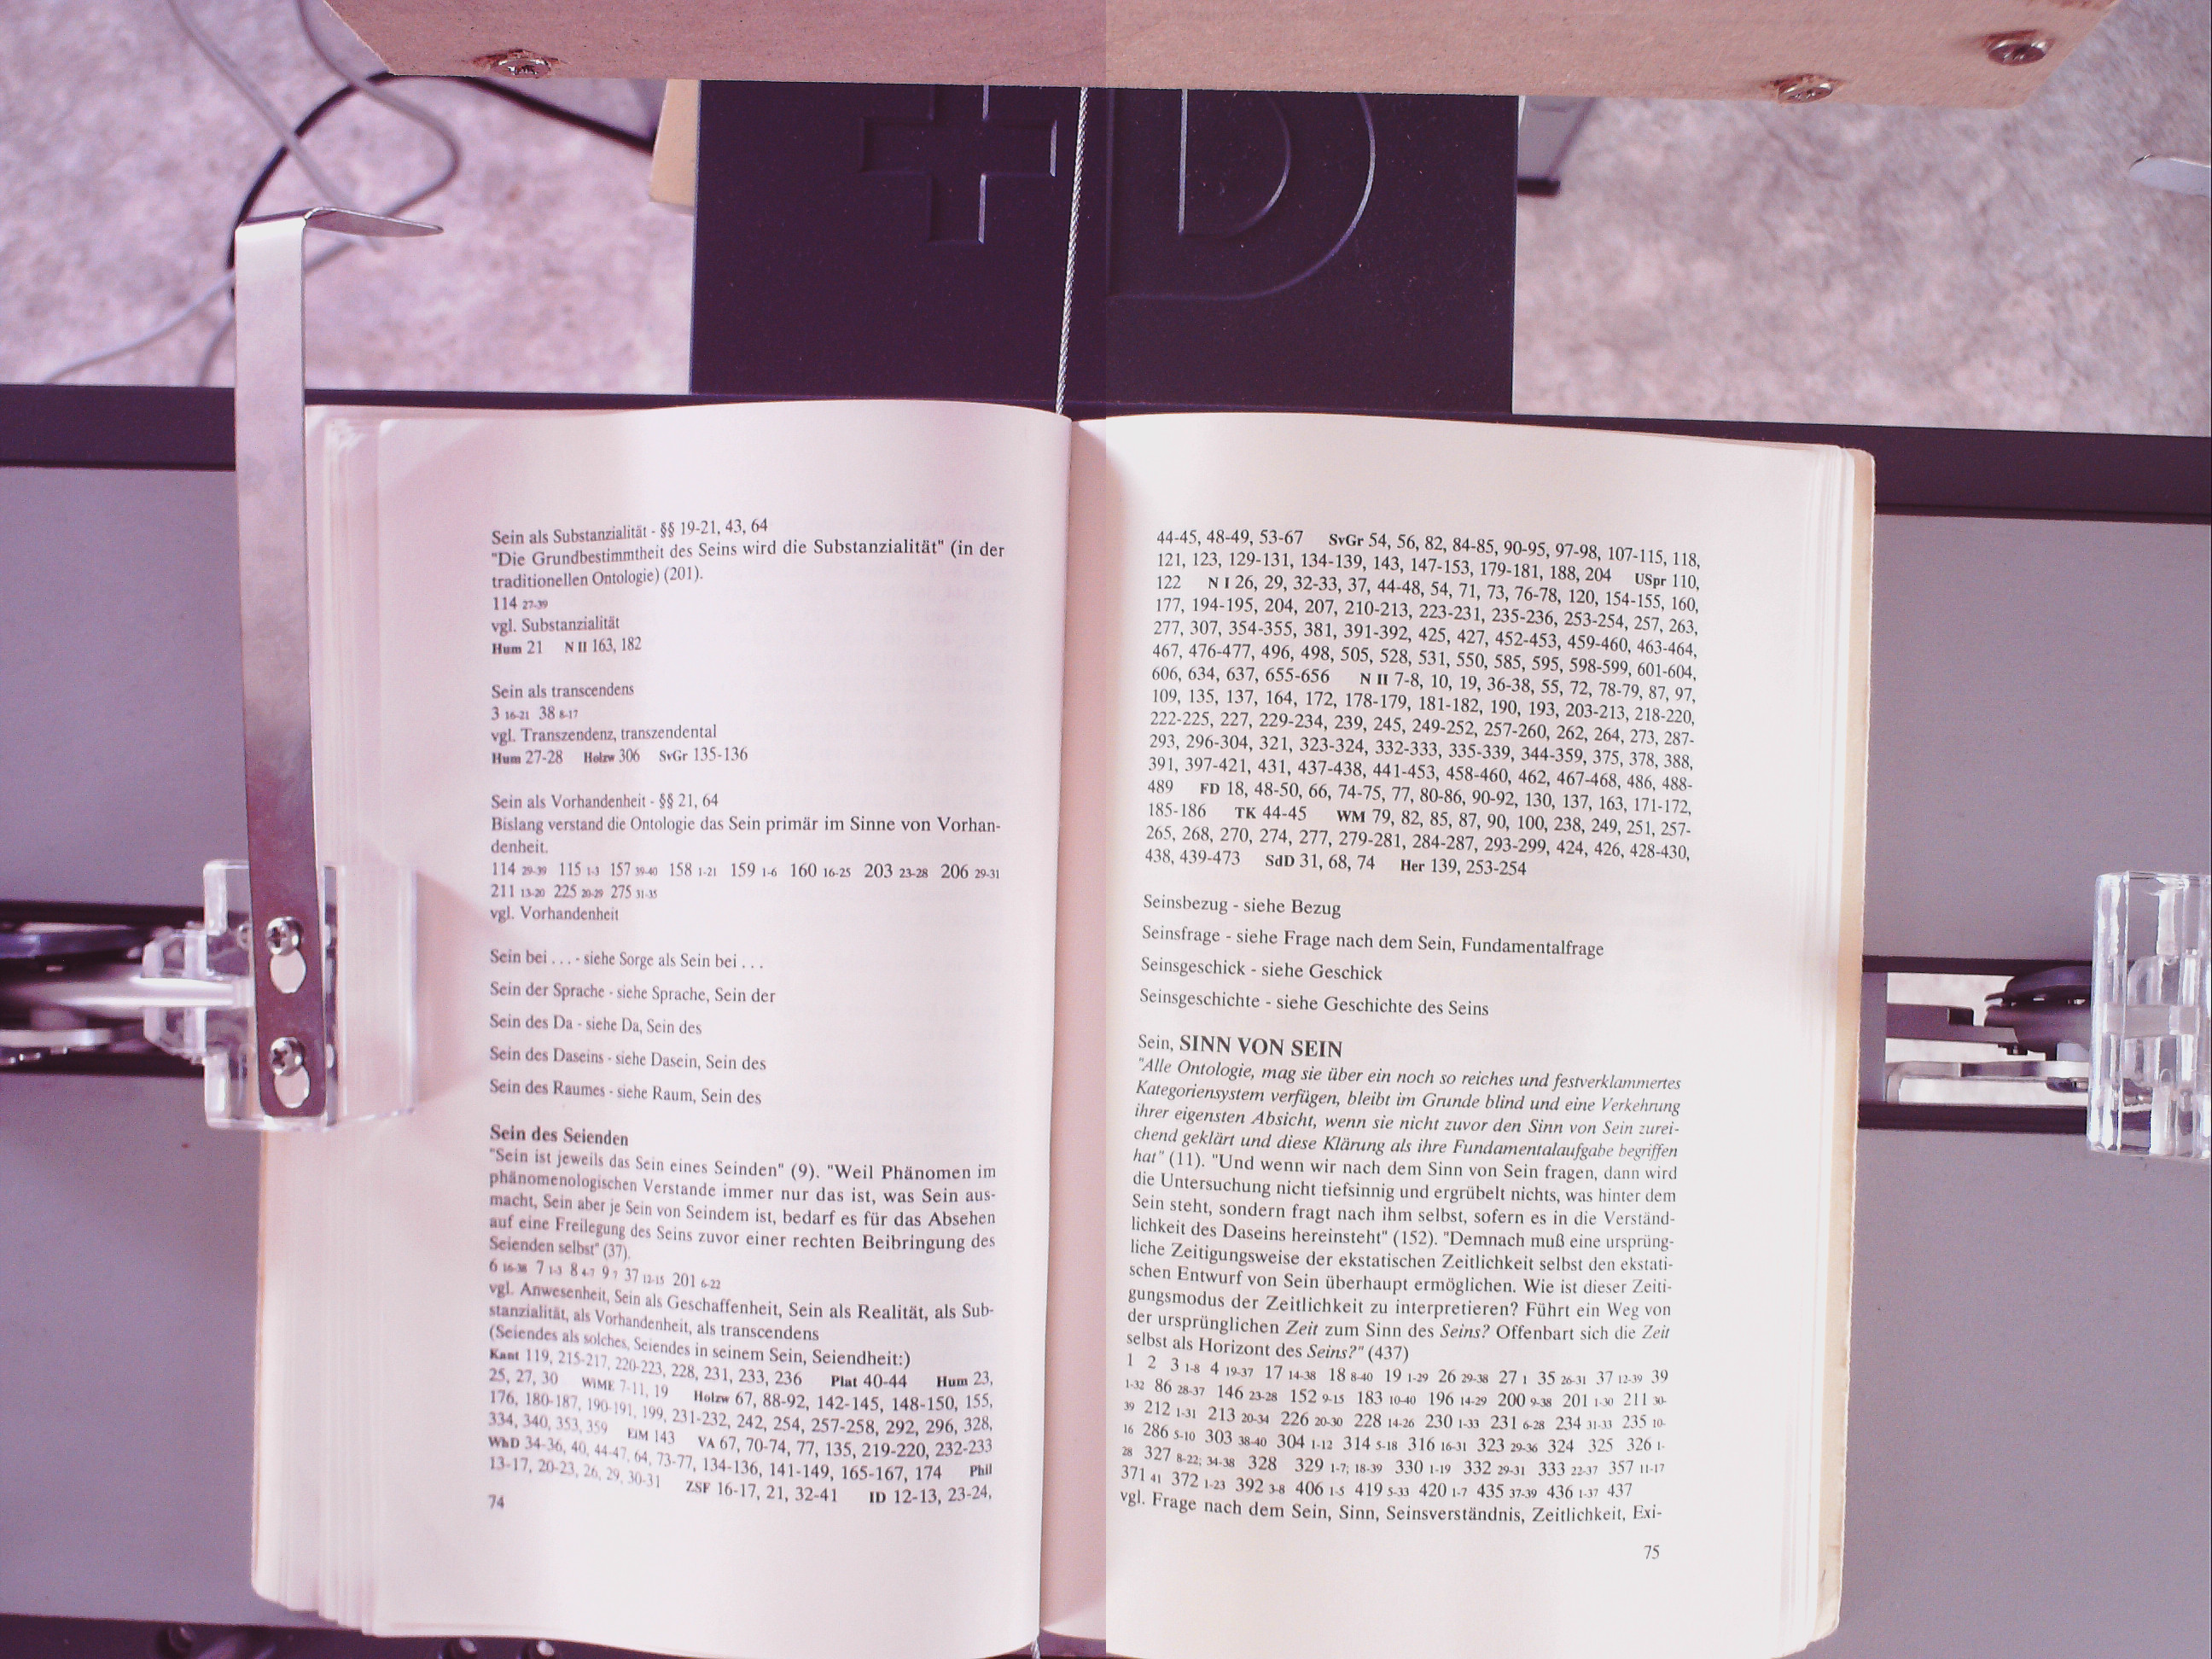 Sein als Substanzialität - §§ 19-21, 43, 64
"Die Grundbestimmtheit des Seins wird die Substanzialität" (in der
traditionellen Ontologie) (201).
114 27-39
vgl. Substanzialität
Hum 21 N II 163, 182
Sein als transcendens
3 16-21 38 8-17
vgl. Transzendenz, transzendental
Hum 27-28 Holzw 306 SvGr 135-136
Sein als Vorhandenheit - §§ 21, 64
Bislang verstand die Ontologie das Sein primär im Sinne von Vorhan-
denheit.
114 29-39 115 1-3 157 39-40 158 1-21 159 1-6 160 16-25 203 23-28 206 29-31
211 13-20 225 20-29 275 31-35
vgl. Vorhandenheit
Sein bei . . . - siehe Sorge als Sein bei . . .
Sein der Sprache - siehe Sprache, Sein der
Sein des Da - siehe Da, Sein des
Sein des Daseins - siehe Dasein, Sein des
Sein des Raumes - siehe Raum, Sein des
Sein des Seienden
"Sein ist jeweils das Sein eines Seinden" (9). "Weil Phänomen im
phänomenologischen Verstande immer nur das ist, was Sein aus-
macht, Sein aber je Sein von Seindem ist, bedarf es für das Absehen
auf eine Freilegung des Seins zuvor einer rechten Beibringung des
Seienden selbst" (37).
6 16-38 7 1-3 8 4-7 9 7 37 12-15 201 6-22
vgl. Anwesenheit, Sein als Geschaffenheit, Sein als Realität, als Sub-
stanzialität, als Vorhandenheit, als transcendens
(Seiendes als solches, Seiendes in seinem Sein, Seiendheit:)
Kant 119, 215-217, 220-223, 228, 231, 233, 236 Plat 40-44 Hum 23,
25, 27, 30 WiME 7-11, 19 Holzw 67, 88-92, 142-145, 148-150, 155,
176, 180-187, 190-191, 199, 231-232, 242, 254, 257-258, 292, 296, 328,
334, 340, 353, 359 EiM 143 VA 67, 70-74, 77, 135, 219-220, 232-233
WhD 34-36, 40, 44-47, 64, 73-77, 134-136, 141-149, 165-167, 174 Phil
13-17, 20-23, 26, 29, 30-31 ZSF 16-17, 21, 32-41 ID 12-13, 23-24,
74
44-45, 48-49, 53-67 SvGr 54, 56, 82, 84-85, 90-95, 97-98, 107-115, 118,
121, 123, 129-131, 134-139, 143, 147-153, 179-181, 188, 204 USpr 110,
122 N I 26, 29, 32-33, 37, 44-48, 54, 71, 73, 76-78, 120, 154-155, 160,
177, 194-195, 204, 207, 210-213, 223-231, 235-236, 253-254, 257, 263,
277, 307, 354-355, 381, 391-392, 425, 427, 452-453, 459-460, 463-464,
467, 476-477, 496, 498, 505, 528, 531, 550, 585, 595, 598-599, 601-604,
606, 634, 637, 655-656 N II 7-8, 10, 19, 36-38, 55, 72, 78-79, 87, 97,
109, 135, 137, 164, 172, 178-179, 181-182, 190, 193, 203-213, 218-220,
222-225, 227, 229-234, 239, 245, 249-252, 257-260, 262, 264, 273, 287-
293, 296-304, 321, 323-324, 332-333, 335-339, 344-359, 375, 378, 388,
391, 397-421, 431, 437-438, 441-453, 458-460, 462, 467-468, 486, 488-
489 FD 18, 48-50, 66, 74-75, 77, 80-86, 90-92, 130, 137, 163, 171-172,
185-186 TK 44-45 WM 79, 82, 85, 87, 90, 100, 238, 249, 251, 257-
265, 268, 270, 274, 277, 279-281, 284-287, 293-299, 424, 426, 428-430,
438, 439-473 SdD 31, 68, 74 Her 139, 253-254
Seinsbezug - siehe Bezug
Seinsfrage - siehe Frage nach dem Sein, Fundamentalfrage
Seinsgeschick - siehe Geschick
Seinsgeschichte - siehe Geschichte des Seins
Sein, SINN VON SEIN
"Alle Ontologie, mag sie über ein noch so reiches und festverklammertes
Kategoriensystem verfügen, bleibt im Grunde blind und eine Verkehrung
ihrer eigensten Absicht, wenn sie nicht zuvor den Sinn von Sein zurei-
chend geklärt und diese Klärung als ihre Fundamentalaufgabe begriffen
hat" (11). "Und wenn wir nach dem Sinn von Sein fragen, dann wird
die Untersuchung nicht tiefsinnig und ergrübelt nichts, was hinter dem
Sein steht, sondern fragt nach ihm selbst, sofern es in die Verständ-
lichkeit des Daseins hereinsteht" (152). "Demnach muß eine ursprüng-
liche Zeitigungsweise der ekstatischen Zeitlichkeit selbst den ekstati-
schen Entwurf von Sein überhaupt ermöglichen. Wie ist dieser Zeiti-
gungsmodus der Zeitlichkeit zu interpretieren? Führt ein Weg von
der ursprünglichen Zeit zum Sinn des Seins? Offenbart sich die Zeit
selbst als Horizont des Seins?" (437)
1 2 3 1-8 4 19-37 17 14-38 18 8-40 19 1-29 26 29-38 27 1 35 26-31 37 12-39 39
1-32 86 28-37 146 23-28 152 9-15 183 10-40 196 14-29 200 9-38 201 1-30 211 30-
39 212 1-31 213 20-34 226 20-30 228 14-26 230 1-33 231 6-28 234 31-33 235 10-
16 286 5-10 303 38-40 304 1-12 314 5-18 316 16-31 323 29-36 324 325 326 1-
28 327 8-22; 34-38 328 329 1-7; 18-39 330 1-19 332 29-31 333 22-37 357 11-17
371 41 372 1-23 392 3-8 406 1-5 419 5-33 420 1-7 435 37-39 436 1-37 437
vgl. Frage nach dem Sein, Sinn, Seinsverständnis, Zeitlichkeit, Exi-
75